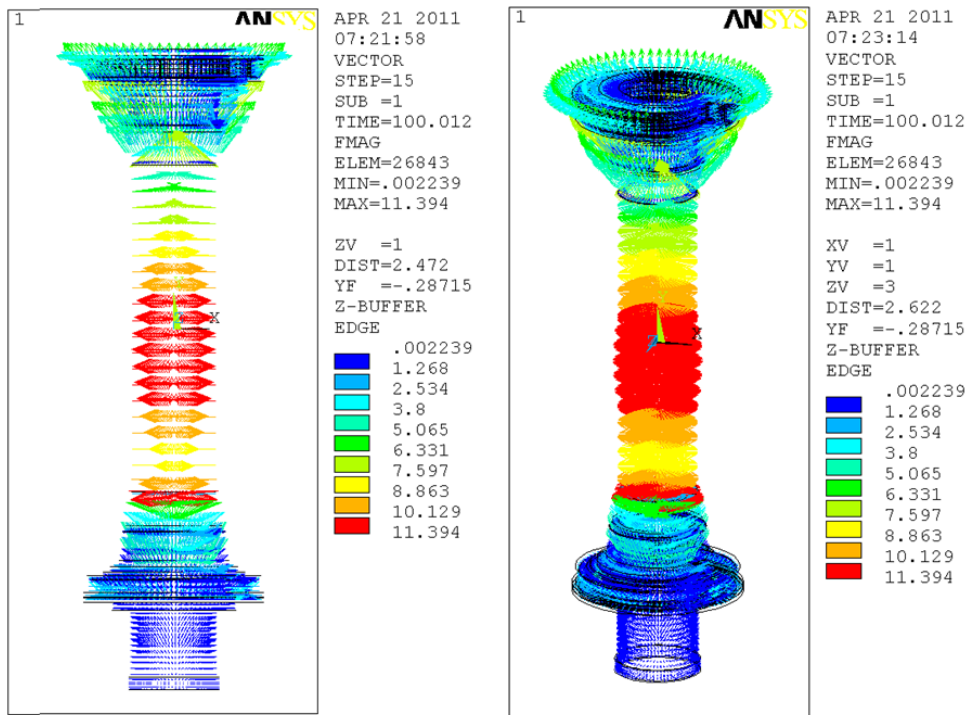 1
ANSYS
APR 21 2011
07:21:58
VECTOR
STEP=15
SUB =1
TIME=100.012
FMAG
ELEM=26843
MIN=.002239
MAX=11.394
ZV =1
DIST=2.472
YF =-.28715
Z-BUFFER
EDGE
.002239
1.268
2.534
3.8
5.065
6.331
7.597
8.863
10.129
11.394
X
1
ANSYS
APR 21 2011
07:23:14
VECTOR
STEP=15
SUB =1
TIME=100.012
FMAG
ELEM=26843
MIN=.002239
MAX=11.394
XV =1
YV =1
ZV =3
DIST=2.622
YF =-.28715
Z-BUFFER
EDGE
.002239
1.268
2.534
3.8
5.065
6.331
7.597
8.863
10.129
11.394
Z
X